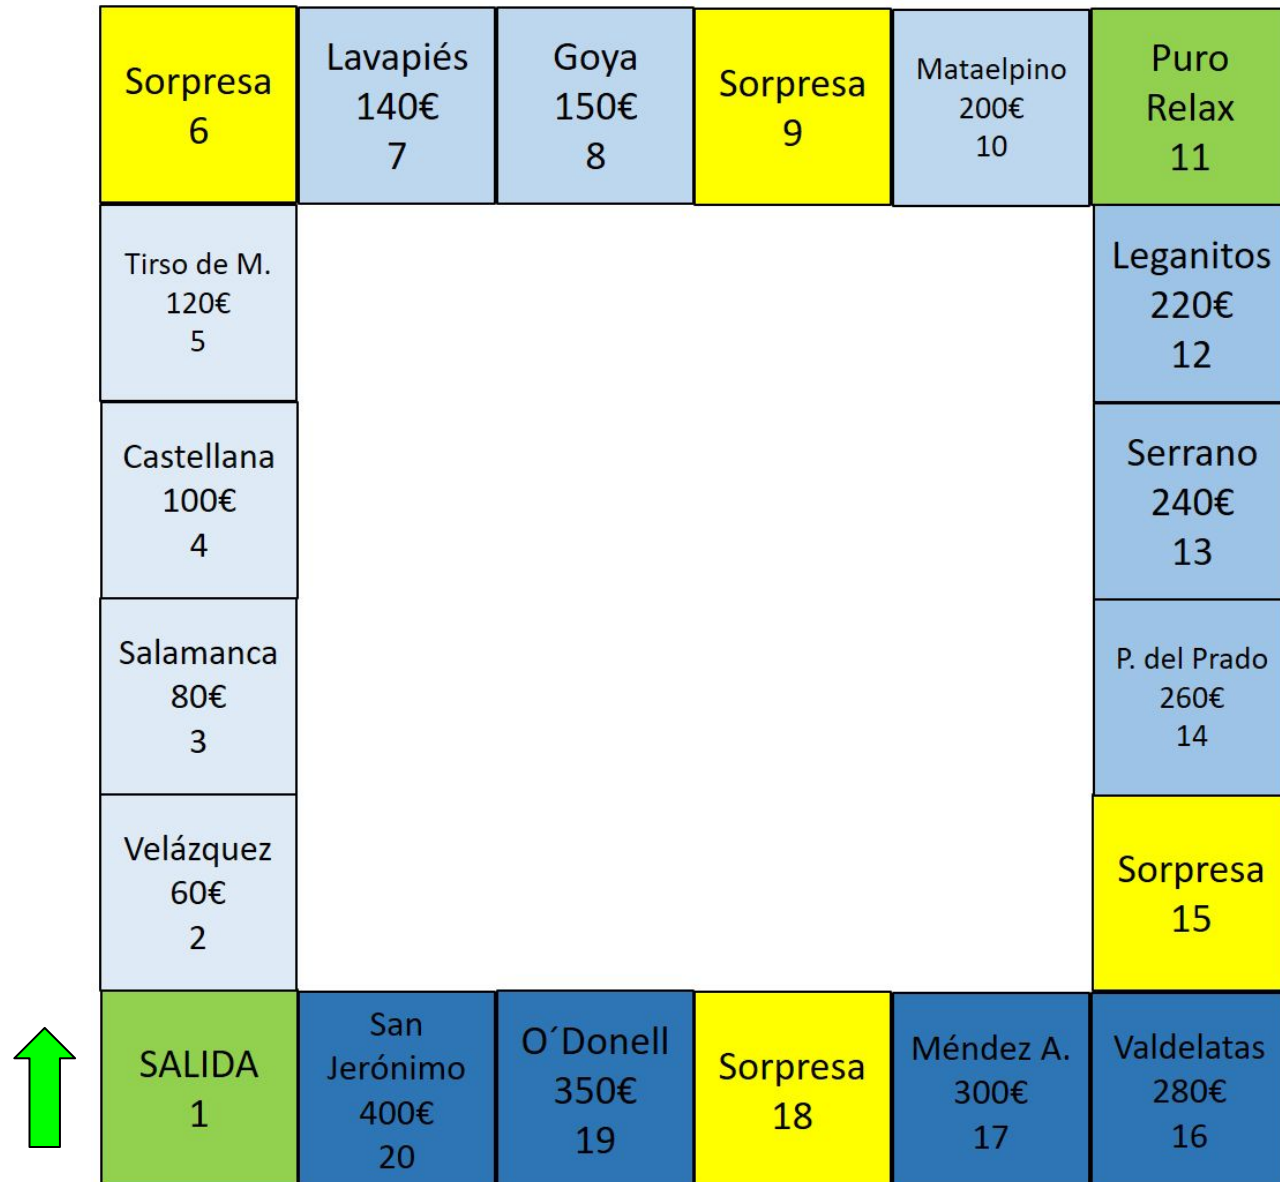 Sorpresa
6
Lavapiés
140€
7
Goya
150€
8
Sorpresa
9
Mataelpino
200€
10
Puro
Relax
11
Tirso de M.
120€
5
Leganitos
220€
12
Castellana
100€
4
Serrano
240€
13
Salamanca
80€
3
P. del Prado
260€
14
Velázquez
60€
2
Sorpresa
15
SALIDA
1
San
Jerónimo
400€
20
O´Donell
350€
19
Sorpresa
18
Méndez A.
300€
17
Valdelatas
280€
16